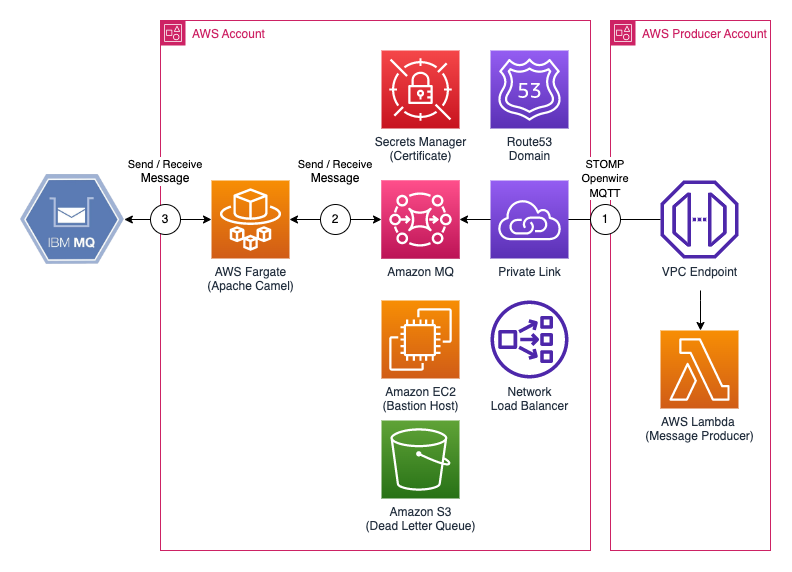 AWS Account
AWS Producer Account
53
Secrets Manager
(Certificate)
Route53
Domain
Send / Receive
Message
Send / Receive
Message
STOMP
Openwire
MQTT
IBM MQ
3
2
1
AWS Fargate
(Apache Camel)
Amazon MQ
Private Link
VPC Endpoint
Amazon EC2
(Bastion Host)
Network
Load Balancer
AWS Lambda
(Message Producer)
Amazon S3
(Dead Letter Queue)